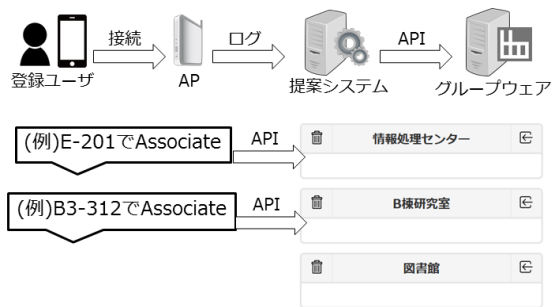 接続
ログ
API
登録ユーザ
AP
提案システム
グループウェア
(例)E-201でAssociate
API
情報処理センター
(例)B3-312でAssociate
API
B棟研究室
図書館